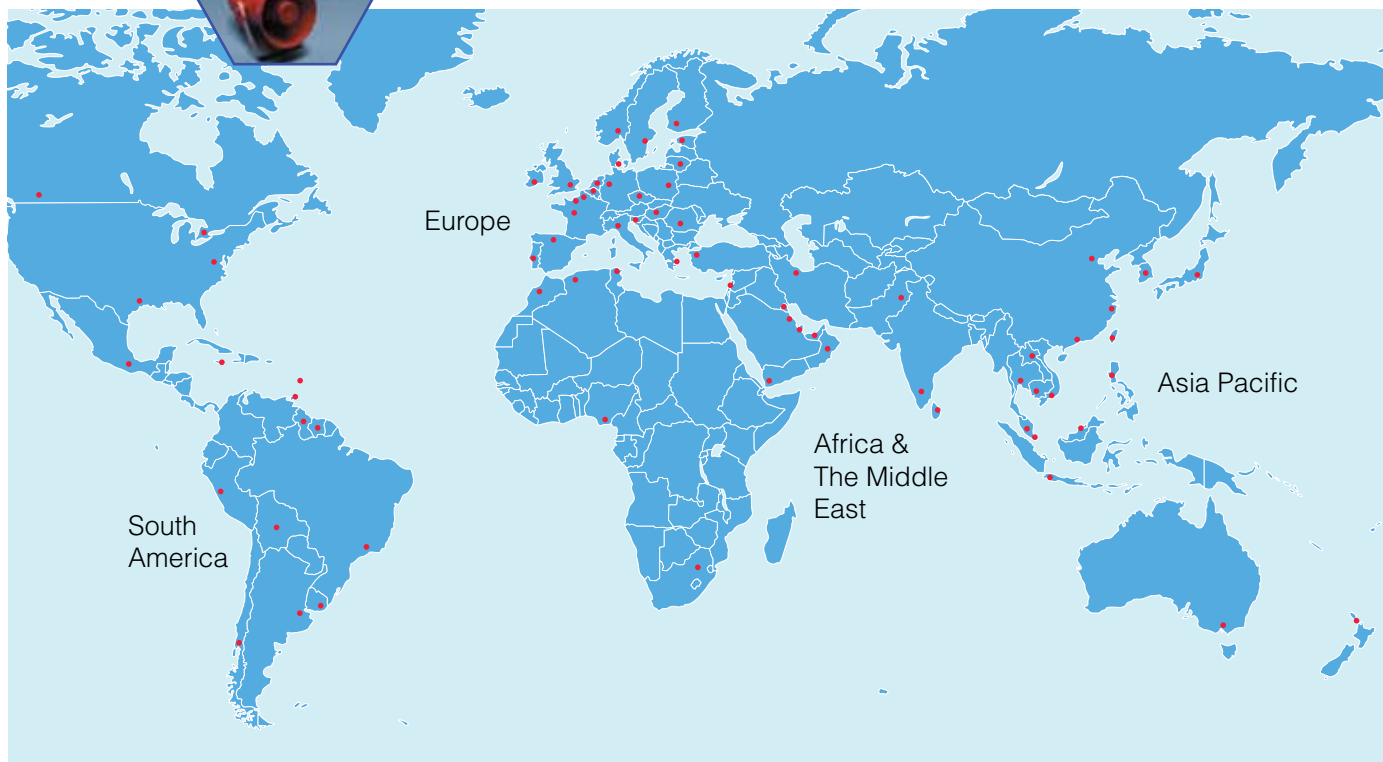 Europe
Asia Pacific
Africa &
The Middle
East
South
America